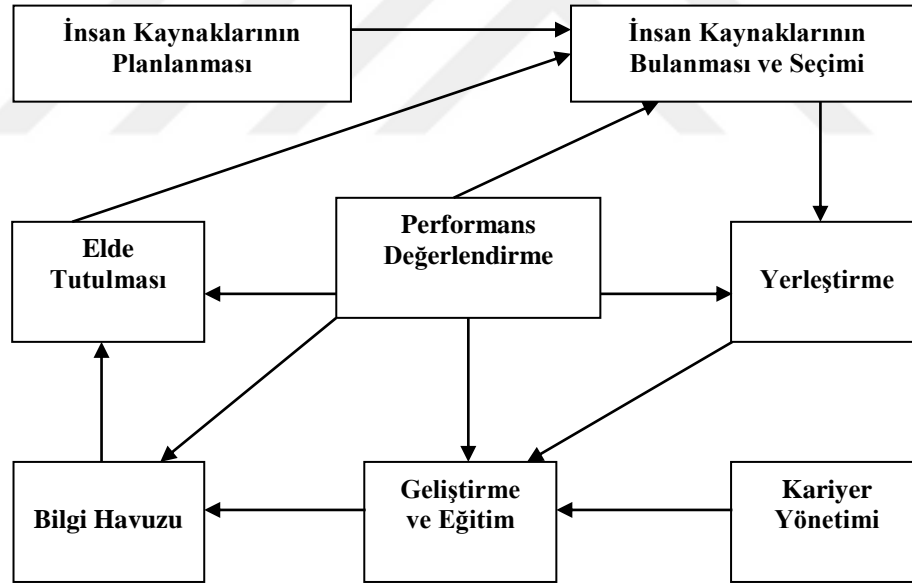 İnsan Kaynaklarının
Planlanması
İnsan Kaynaklarının
Bulanması ve Seçimi
Elde
Tutulması
Performans
Değerlendirme
Yerleştirme
Bilgi Havuzu
Geliştirme
ve Eğitim
Kariyer
Yönetimi